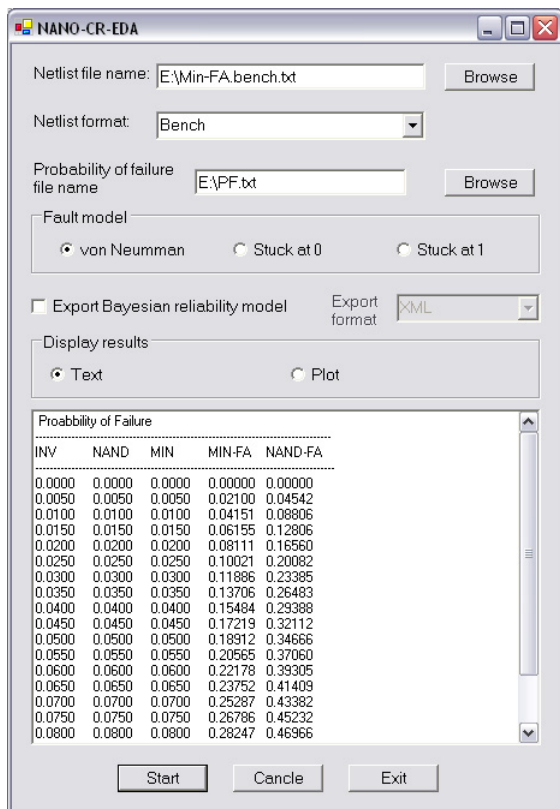 NANO-CR-EDA
Netlist file name: E:\Min-FA.bench.txt Browse
Netlist format: Bench
Probability of failure
file name E:\PF.txt Browse
Fault model
von Neumman Stuck at 0 Stuck at 1
Export Bayesian reliability model Export
format XML
Display results
Text Plot
Proabbility of Failure
INV NAND MIN MIN-FA NAND-FA
0.0000 0.0000 0.0000 0.00000 0.00000
0.0050 0.0050 0.0050 0.02100 0.04542
0.0100 0.0100 0.0100 0.04151 0.08806
0.0150 0.0150 0.0150 0.06155 0.12806
0.0200 0.0200 0.0200 0.08111 0.16560
0.0250 0.0250 0.0250 0.10021 0.20082
0.0300 0.0300 0.0300 0.11886 0.23385
0.0350 0.0350 0.0350 0.13706 0.26483
0.0400 0.0400 0.0400 0.15484 0.29388
0.0450 0.0450 0.0450 0.17219 0.32112
0.0500 0.0500 0.0500 0.18912 0.34666
0.0550 0.0550 0.0550 0.20565 0.37060
0.0600 0.0600 0.0600 0.22178 0.39305
0.0650 0.0650 0.0650 0.23752 0.41409
0.0700 0.0700 0.0700 0.25287 0.43382
0.0750 0.0750 0.0750 0.26786 0.45232
0.0800 0.0800 0.0800 0.28247 0.46966
Start Cancle Exit